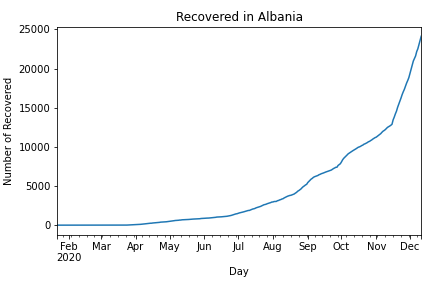 Recovered in Albania
Number of Recovered
25000
20000
15000
10000
5000
0
Feb Mar Apr May Jun Jul Aug Sep Oct Nov Dec
2020
Day